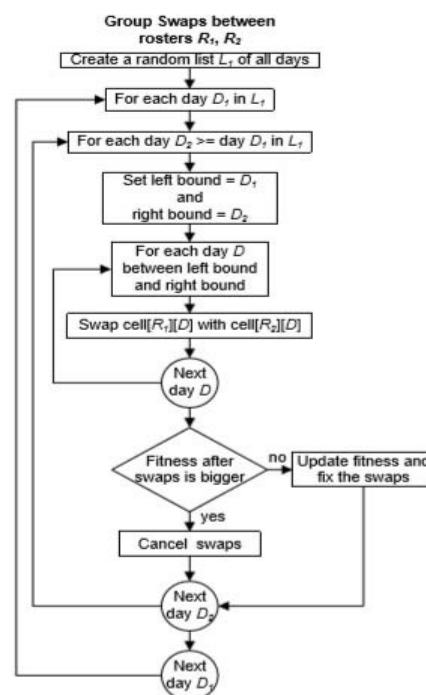 Group Swaps between
rosters R₁, R₂
Create a random list L₁ of all days
For each day D₁ in L₁
For each day D₂ >= day D₁ in L₁
Set left bound = D₁
and
right bound = D₂
For each day D
between left bound
and right bound
Swap cell[R₁][D] with cell[R₂][D]
Next
day D
Fitness after
swaps is bigger
no
Update fitness and
fix the swaps
yes
Cancel swaps
Next
day D₂
Next
day D₁